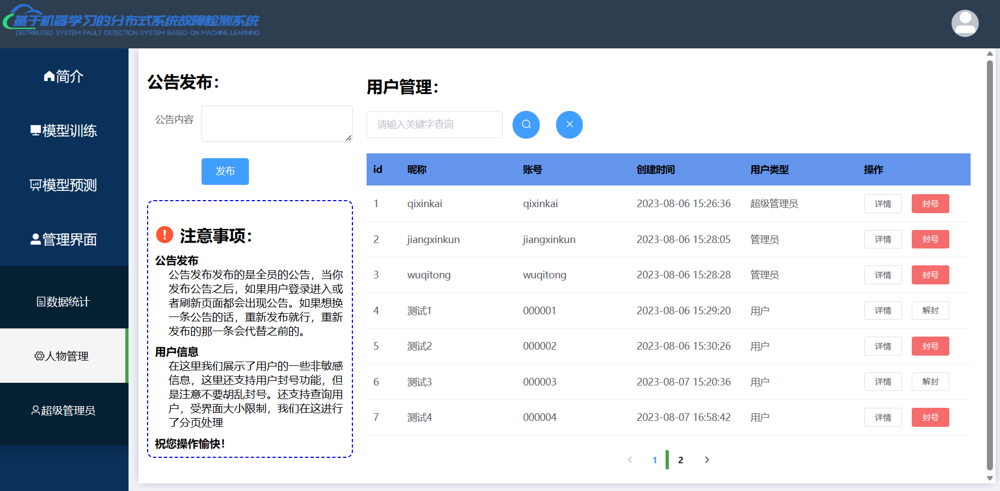 基于机器学习的分布式系统故障检测系统
DISTRIBUTED SYSTEM FAULT DETECTION SYSTEM BASED ON MACHINE LEARNING
简介
模型训练
模型预测
管理界面
数据统计
人物管理
超级管理员
公告发布：
公告内容
发布
注意事项：
公告发布
公告发布发布的是全员的公告，当你
发布公告之后，如果用户登录进入或
者刷新页面都会出现公告。如果想换
一条公告的话，重新发布就行，重新
发布的那一条会代替之前的。
用户信息
在这里我们展示了用户的一些非敏感
信息，这里还支持用户封号功能，但
是注意不要胡乱封号。还支持查询用
户，受界面大小限制，我们在这进行
了分页处理
祝您操作愉快！
用户管理：
请输入关键字查询
id 昵称 账号 创建时间 用户类型 操作
1 qixinkai qixinkai 2023-08-06 15:26:36 超级管理员 详情 封号
2 jiangxinkun jiangxinkun 2023-08-06 15:28:05 管理员 详情 封号
3 wuqitong wuqitong 2023-08-06 15:28:28 管理员 详情 封号
4 测试1 000001 2023-08-06 15:29:20 用户 详情 解封
5 测试2 000002 2023-08-06 15:30:26 用户 详情 封号
6 测试3 000003 2023-08-07 15:20:36 用户 详情 解封
7 测试4 000004 2023-08-07 16:58:42 用户 详情 封号
1 2